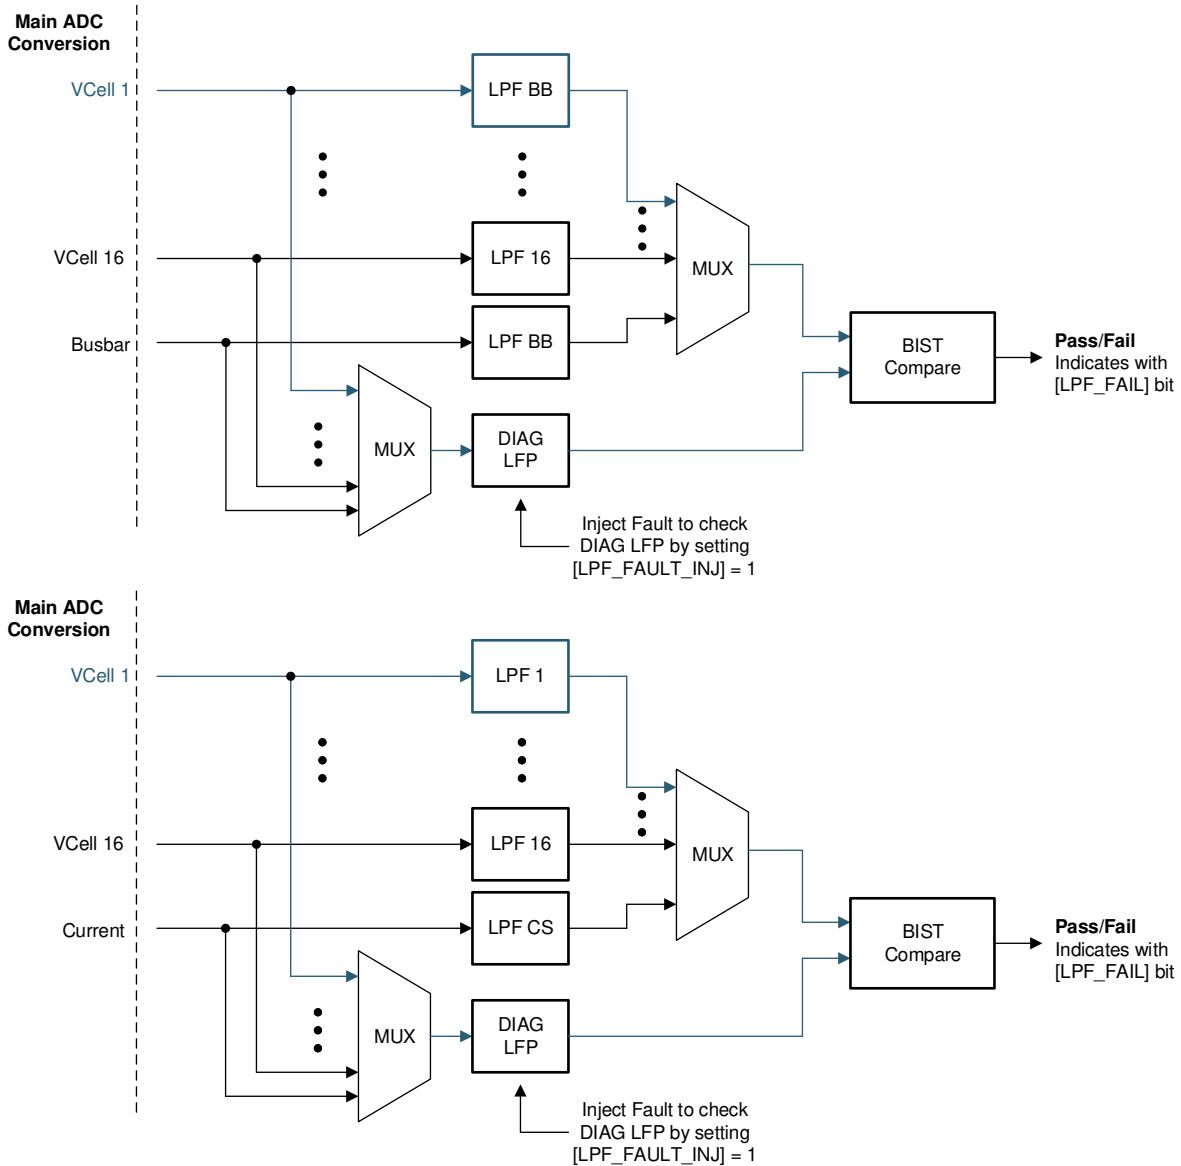 Main ADC
Conversion
VCell 1
LPF BB
VCell 16
LPF 16
MUX
Busbar
LPF BB
BIST
Compare
Pass/Fail
Indicates with
[LPF_FAIL] bit
MUX
DIAG
LFP
Inject Fault to check
DIAG LFP by setting
[LPF_FAULT_INJ] = 1
Main ADC
Conversion
VCell 1
LPF 1
VCell 16
LPF 16
MUX
Current
LPF CS
BIST
Compare
Pass/Fail
Indicates with
[LPF_FAIL] bit
MUX
DIAG
LFP
Inject Fault to check
DIAG LFP by setting
[LPF_FAULT_INJ] = 1